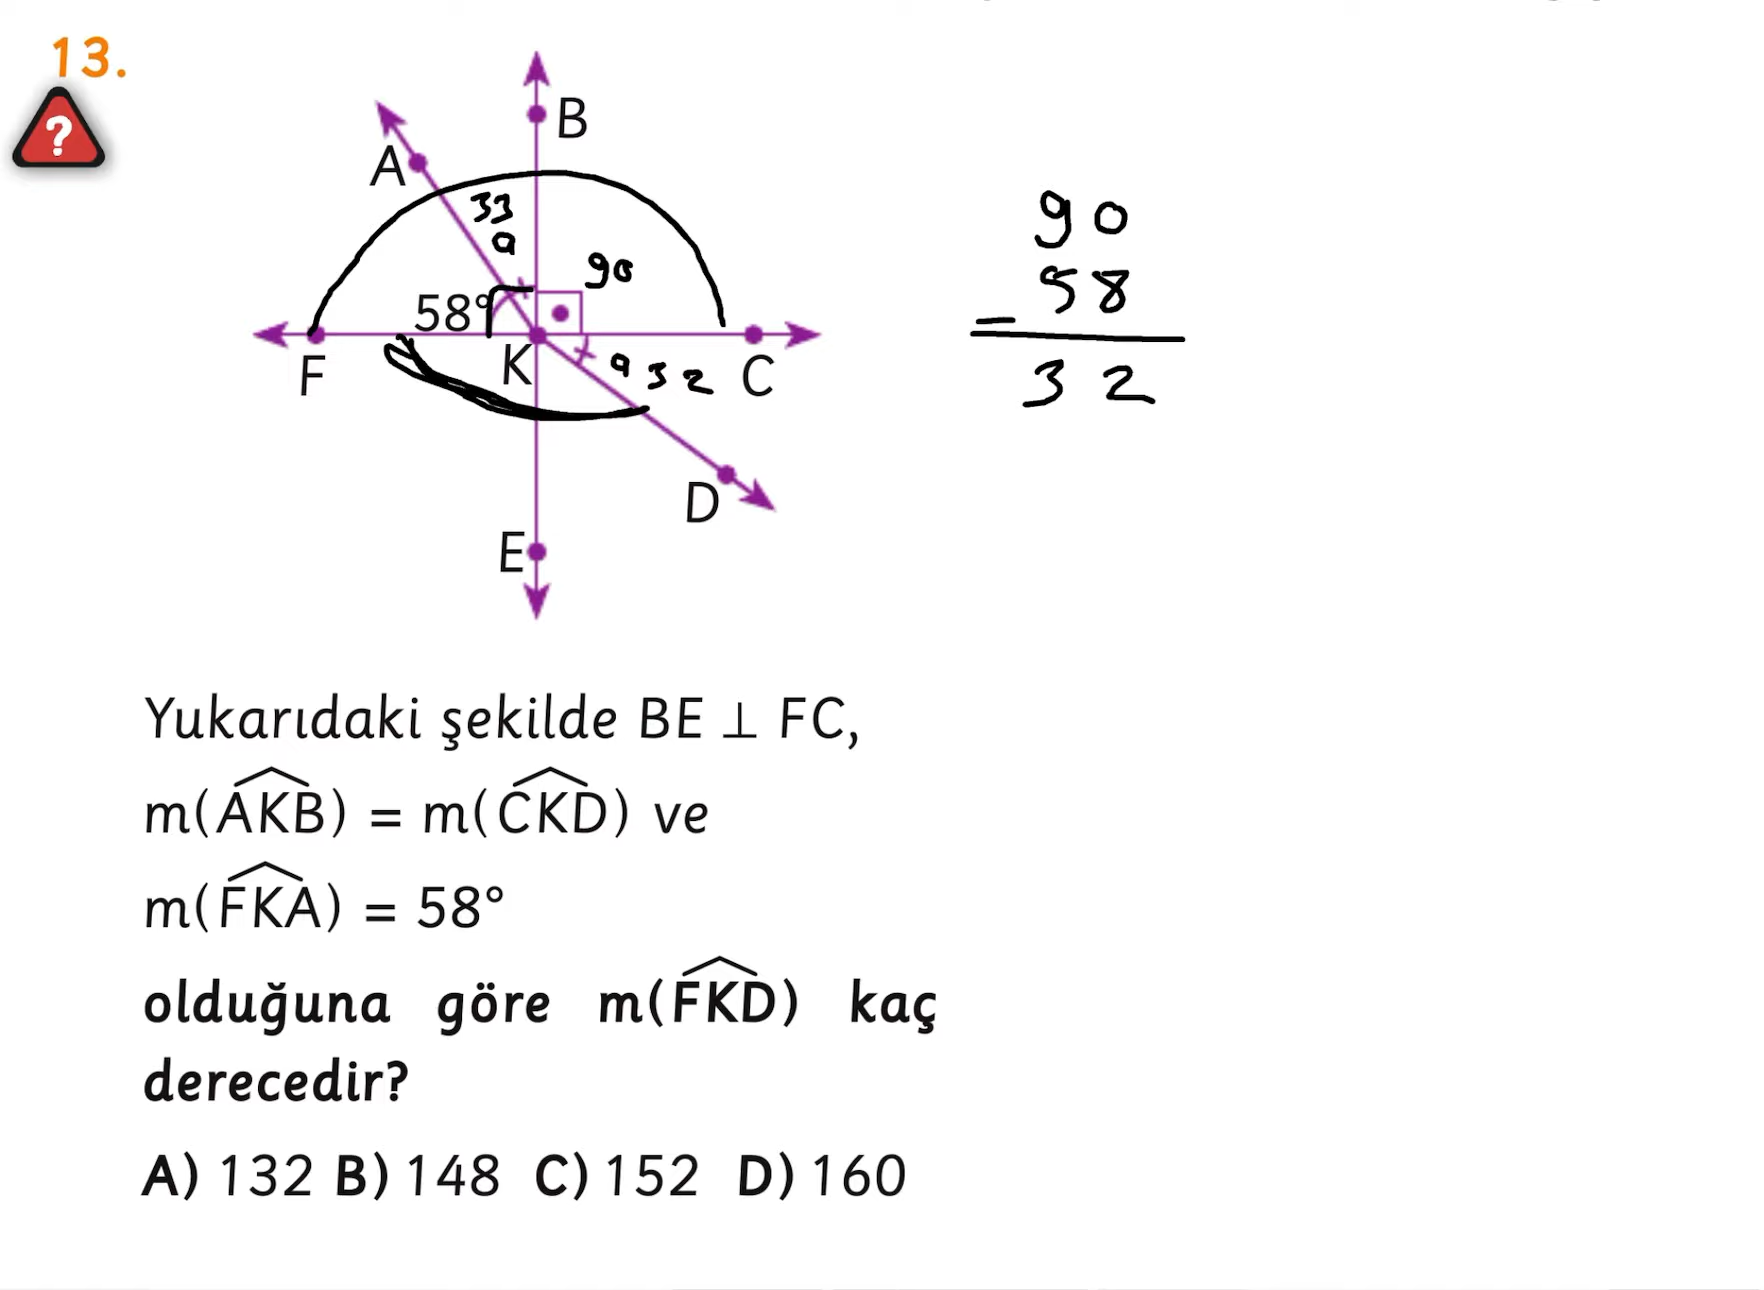 13.
?
B
A
33
a
90
58°
F
K
a 32
C
D
E
90
58
–
32
Yukarıdaki şekilde BE ⊥ FC,
m(AKB) = m(CKD) ve
m(FKA) = 58°
olduğuna göre m(FKD) kaç
derecedir?
A) 132 B) 148 C) 152 D) 160